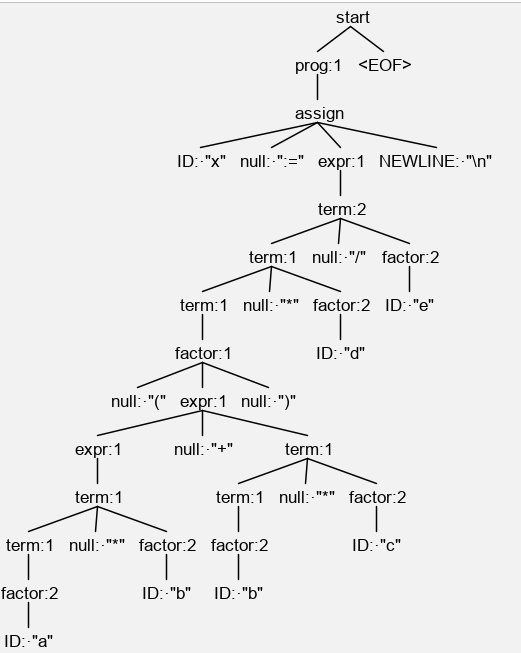 start
prog:1 <EOF>
assign
ID:·"x" null:·":=" expr:1 NEWLINE:·"\n"
term:2
term:1 null:·"/" factor:2
term:1 null:·"*" factor:2 ID:·"e"
factor:1 ID:·"d"
null:·"(" expr:1 null:·")"
expr:1 null:·"+" term:1
term:1 term:1 null:·"*" factor:2
term:1 null:·"*" factor:2 factor:2 ID:·"c"
factor:2 ID:·"b" ID:·"b"
ID:·"a"